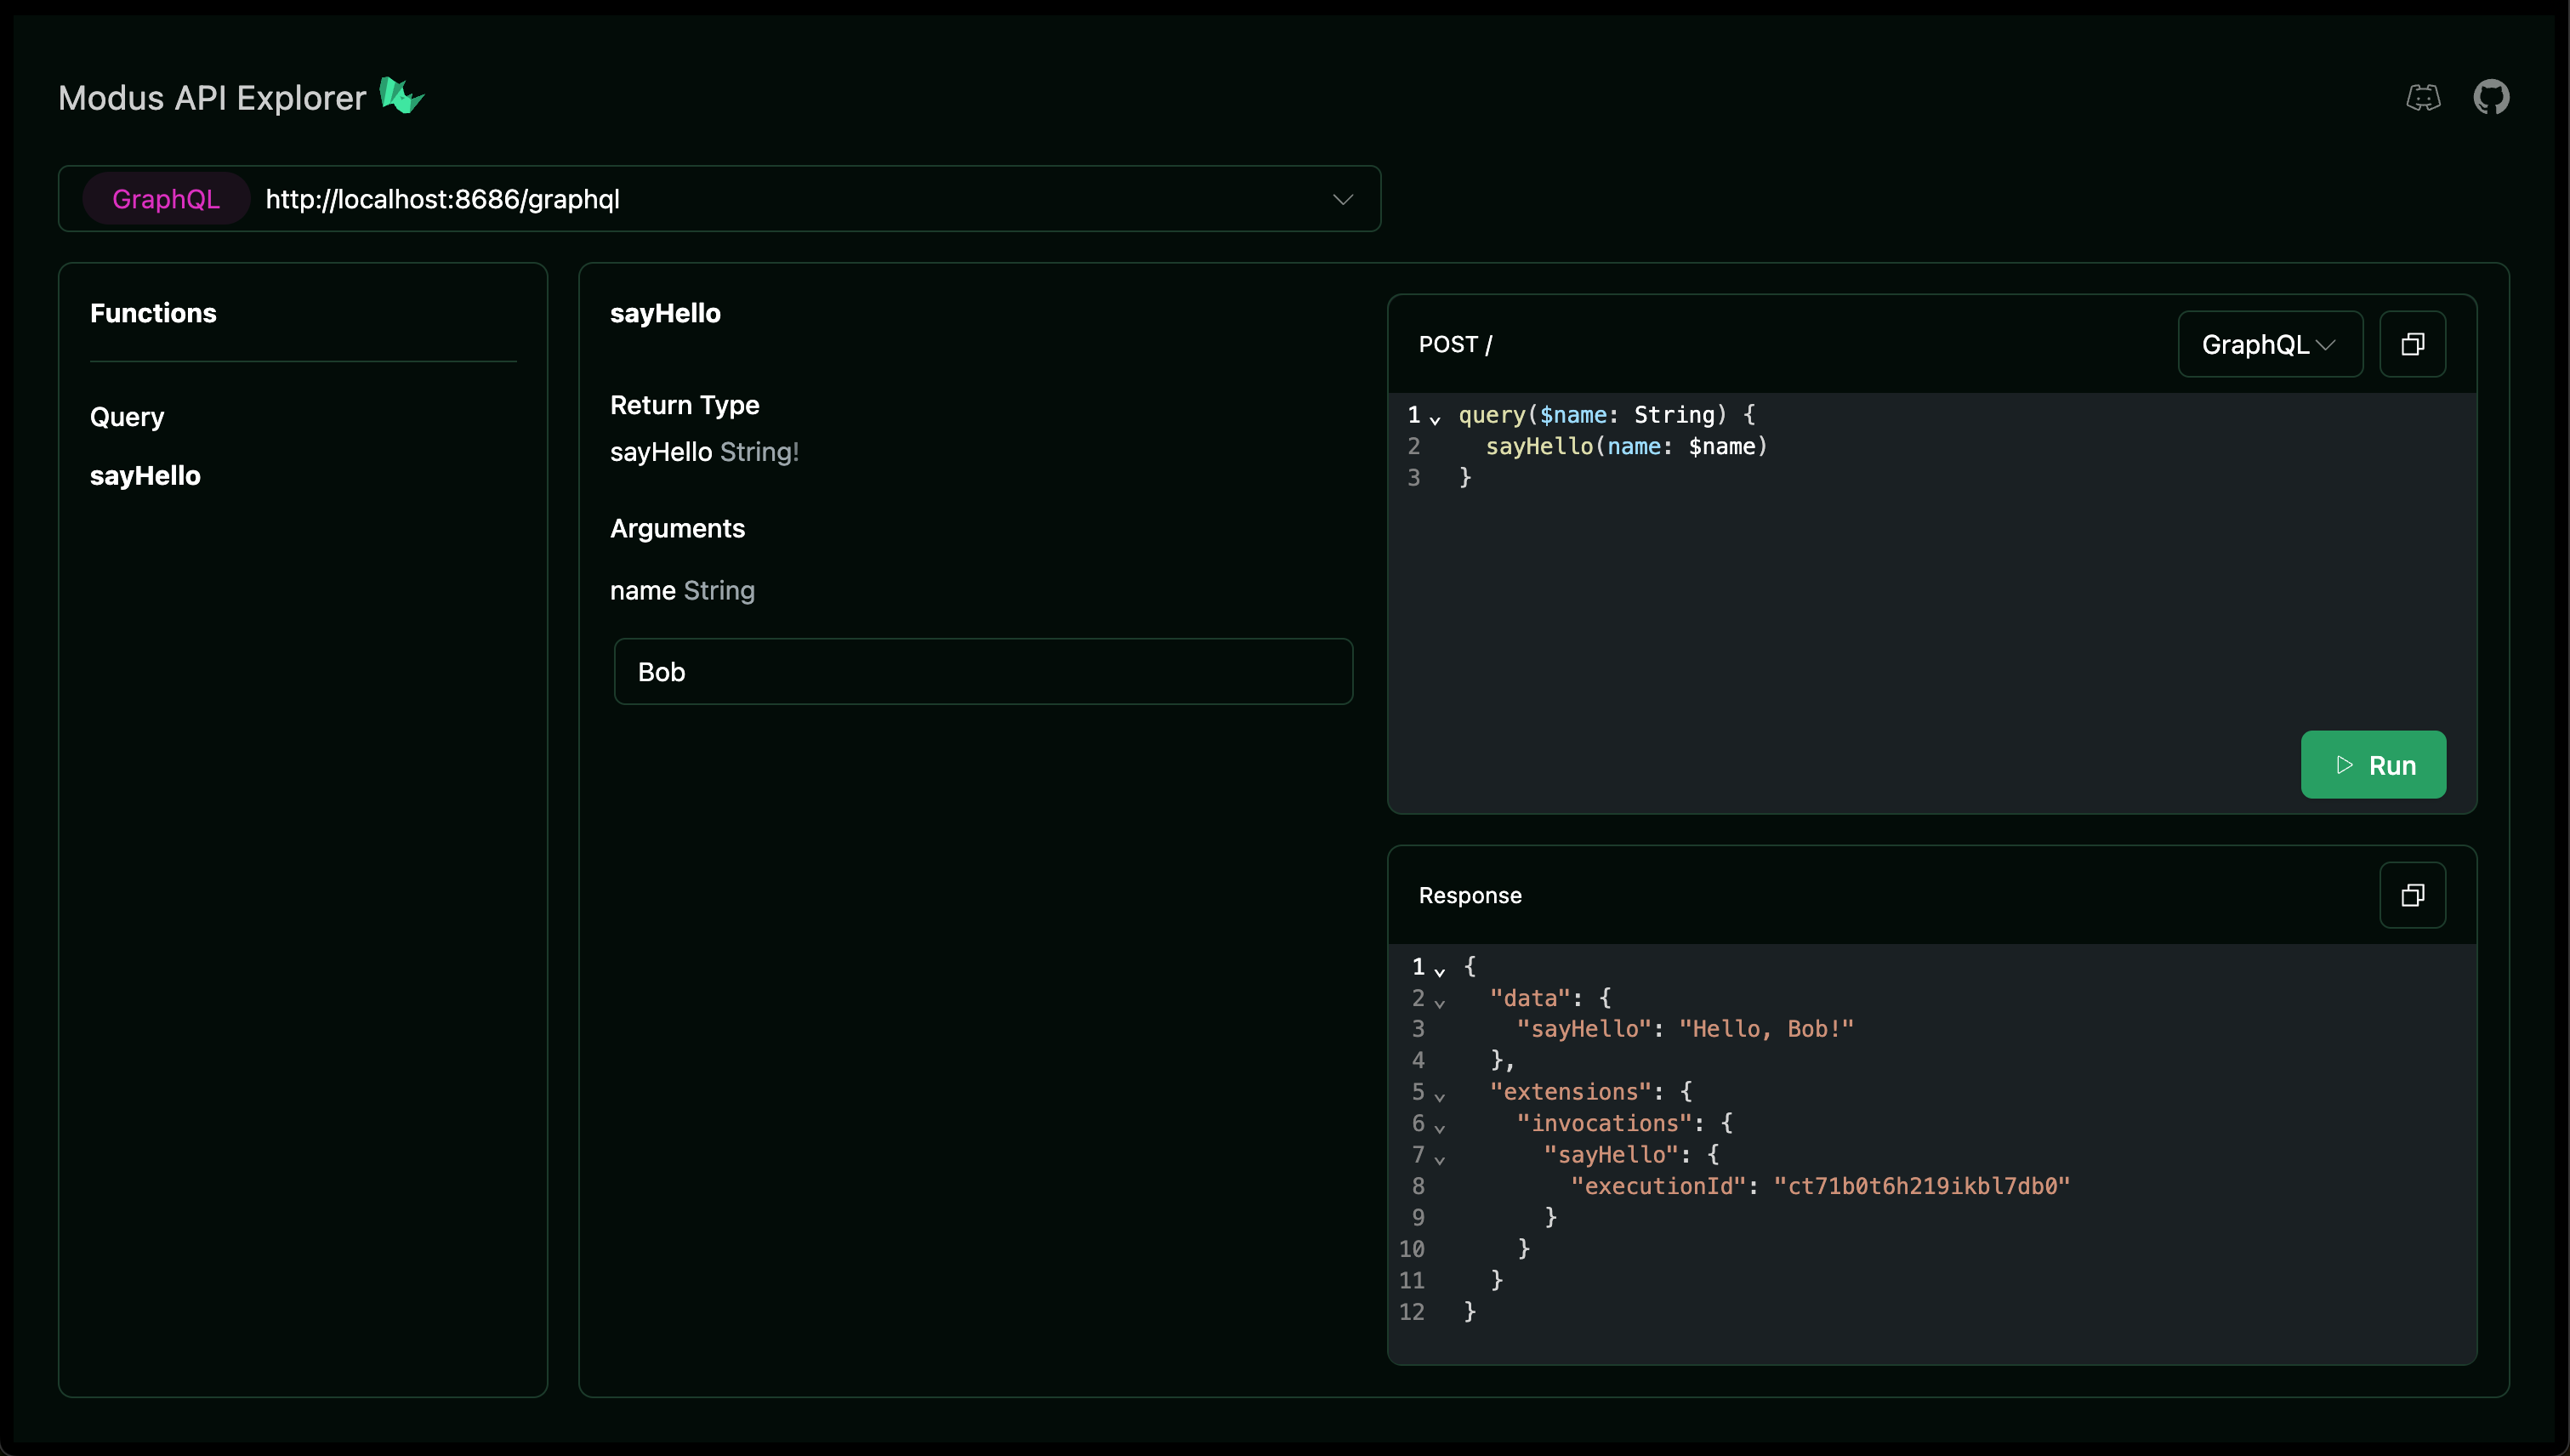 Modus API Explorer
GraphQL http://localhost:8686/graphql
Functions
Query
sayHello
sayHello
Return Type
sayHello String!
Arguments
name String
Bob
POST /
GraphQL
1 query($name: String) {
2   sayHello(name: $name)
3 }
Run
Response
1 {
2   "data": {
3     "sayHello": "Hello, Bob!"
4   },
5   "extensions": {
6     "invocations": {
7       "sayHello": {
8         "executionId": "ct71b0t6h219ikbl7db0"
9       }
10     }
11   }
12 }